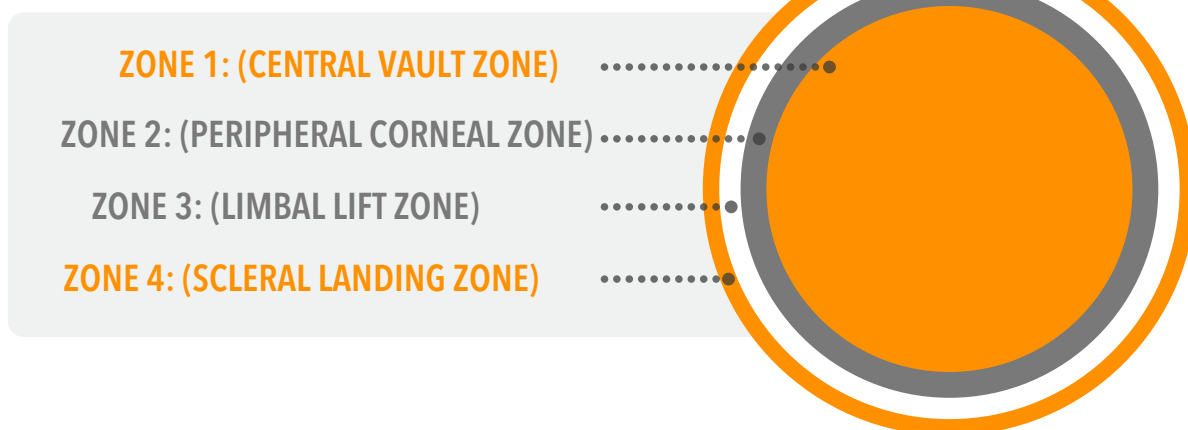 ZONE 1: (CENTRAL VAULT ZONE)
ZONE 2: (PERIPHERAL CORNEAL ZONE)
ZONE 3: (LIMBAL LIFT ZONE)
ZONE 4: (SCLERAL LANDING ZONE)